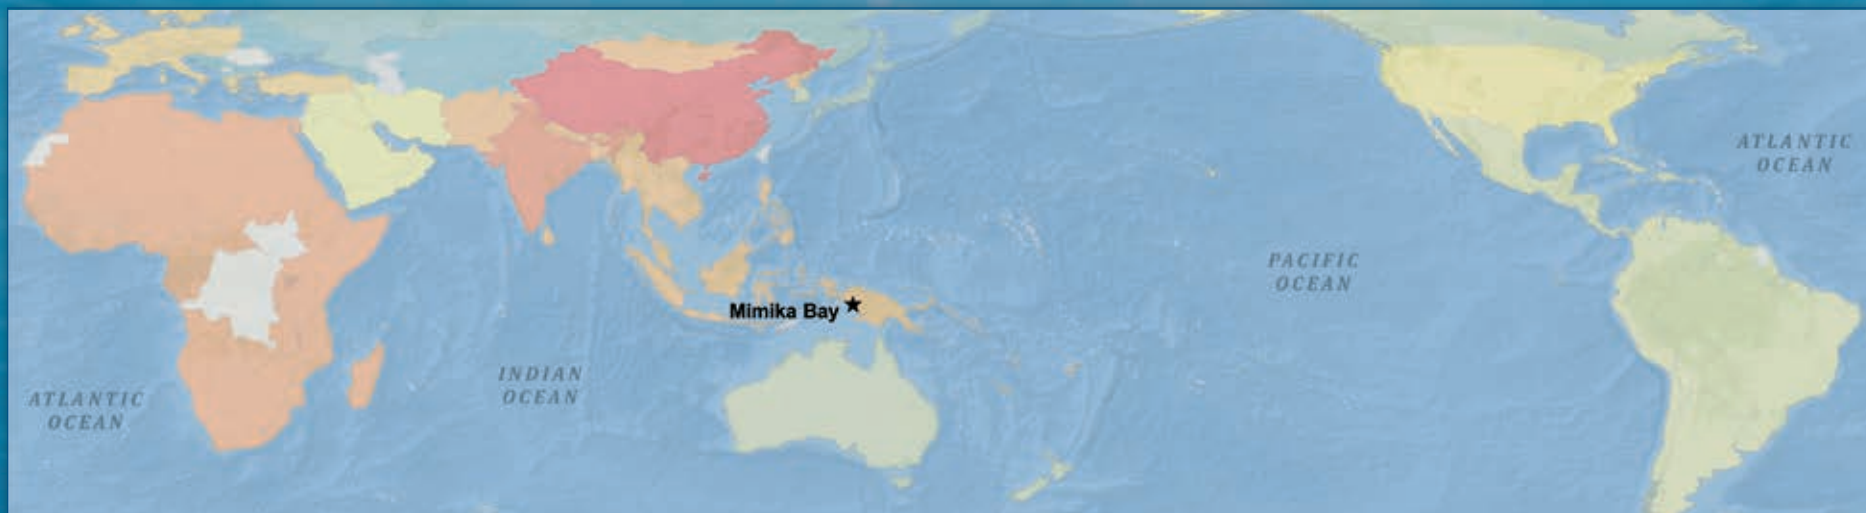 ATLANTIC
OCEAN
PACIFIC
OCEAN
Mimika Bay
INDIAN
OCEAN
ATLANTIC
OCEAN